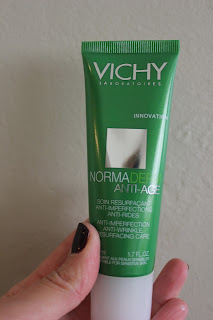 VICHY
LABORATOIRES
INNOVATION
NORMADERM
ANTI-AGE
SOIN RESURFAÇANT
ANTI-IMPERFECTIONS
ANTI-RIDES
ANTI-IMPERFECTION
ANTI-WRINKLE
RESURFACING CARE
1.7 FL.OZ